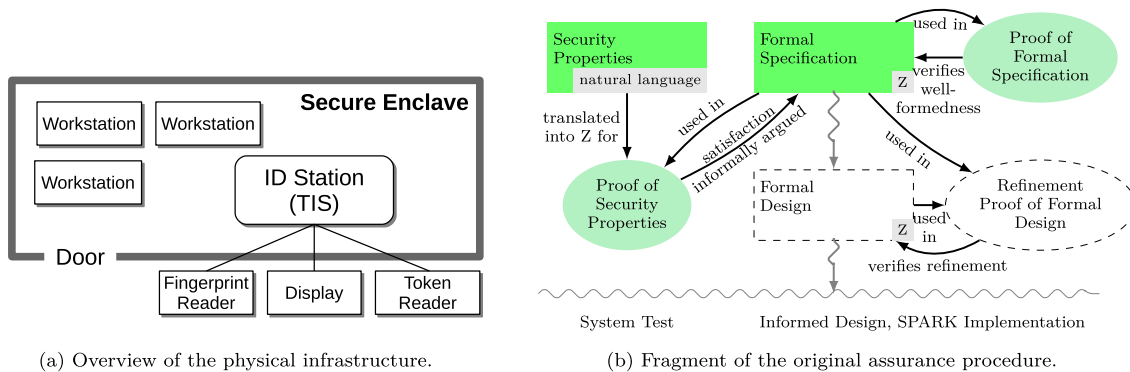 Secure Enclave
Workstation
Workstation
Workstation
ID Station
(TIS)
Door
Fingerprint
Reader
Display
Token
Reader
(a) Overview of the physical infrastructure.
Security
Properties
natural language
Formal
Specification
Z
used in
Proof of
Formal
Specification
verifies
well-
formedness
translated
into Z for
used in
satisfaction
informally argued
used in
Proof of
Security
Properties
Formal
Design
Z
used
in
Refinement
Proof of Formal
Design
verifies refinement
System Test
Informed Design, SPARK Implementation
(b) Fragment of the original assurance procedure.